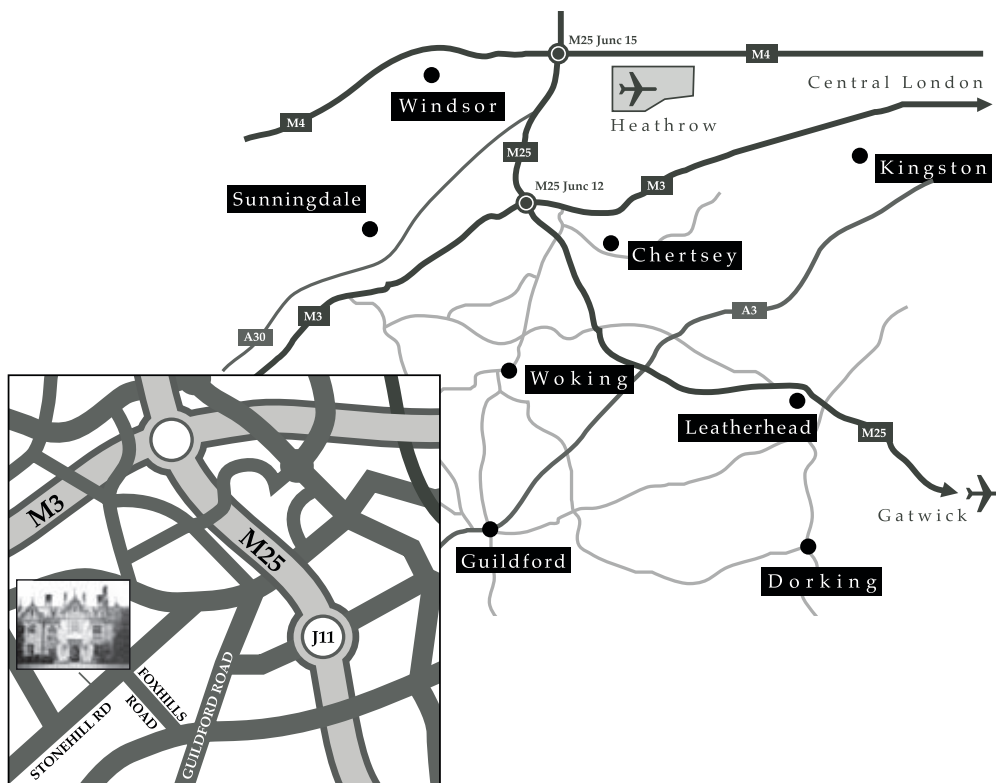 M25 Junc 15
M4
Central London
Windsor
Heathrow
M4
M25
Kingston
M25 Junc 12
M3
Sunningdale
Chertsey
A3
M3
A30
Woking
Leatherhead
M25
Gatwick
Guildford
Dorking
M3
M25
J11
FOXHILLS
ROAD
GUILDFORD ROAD
STONEHILL RD